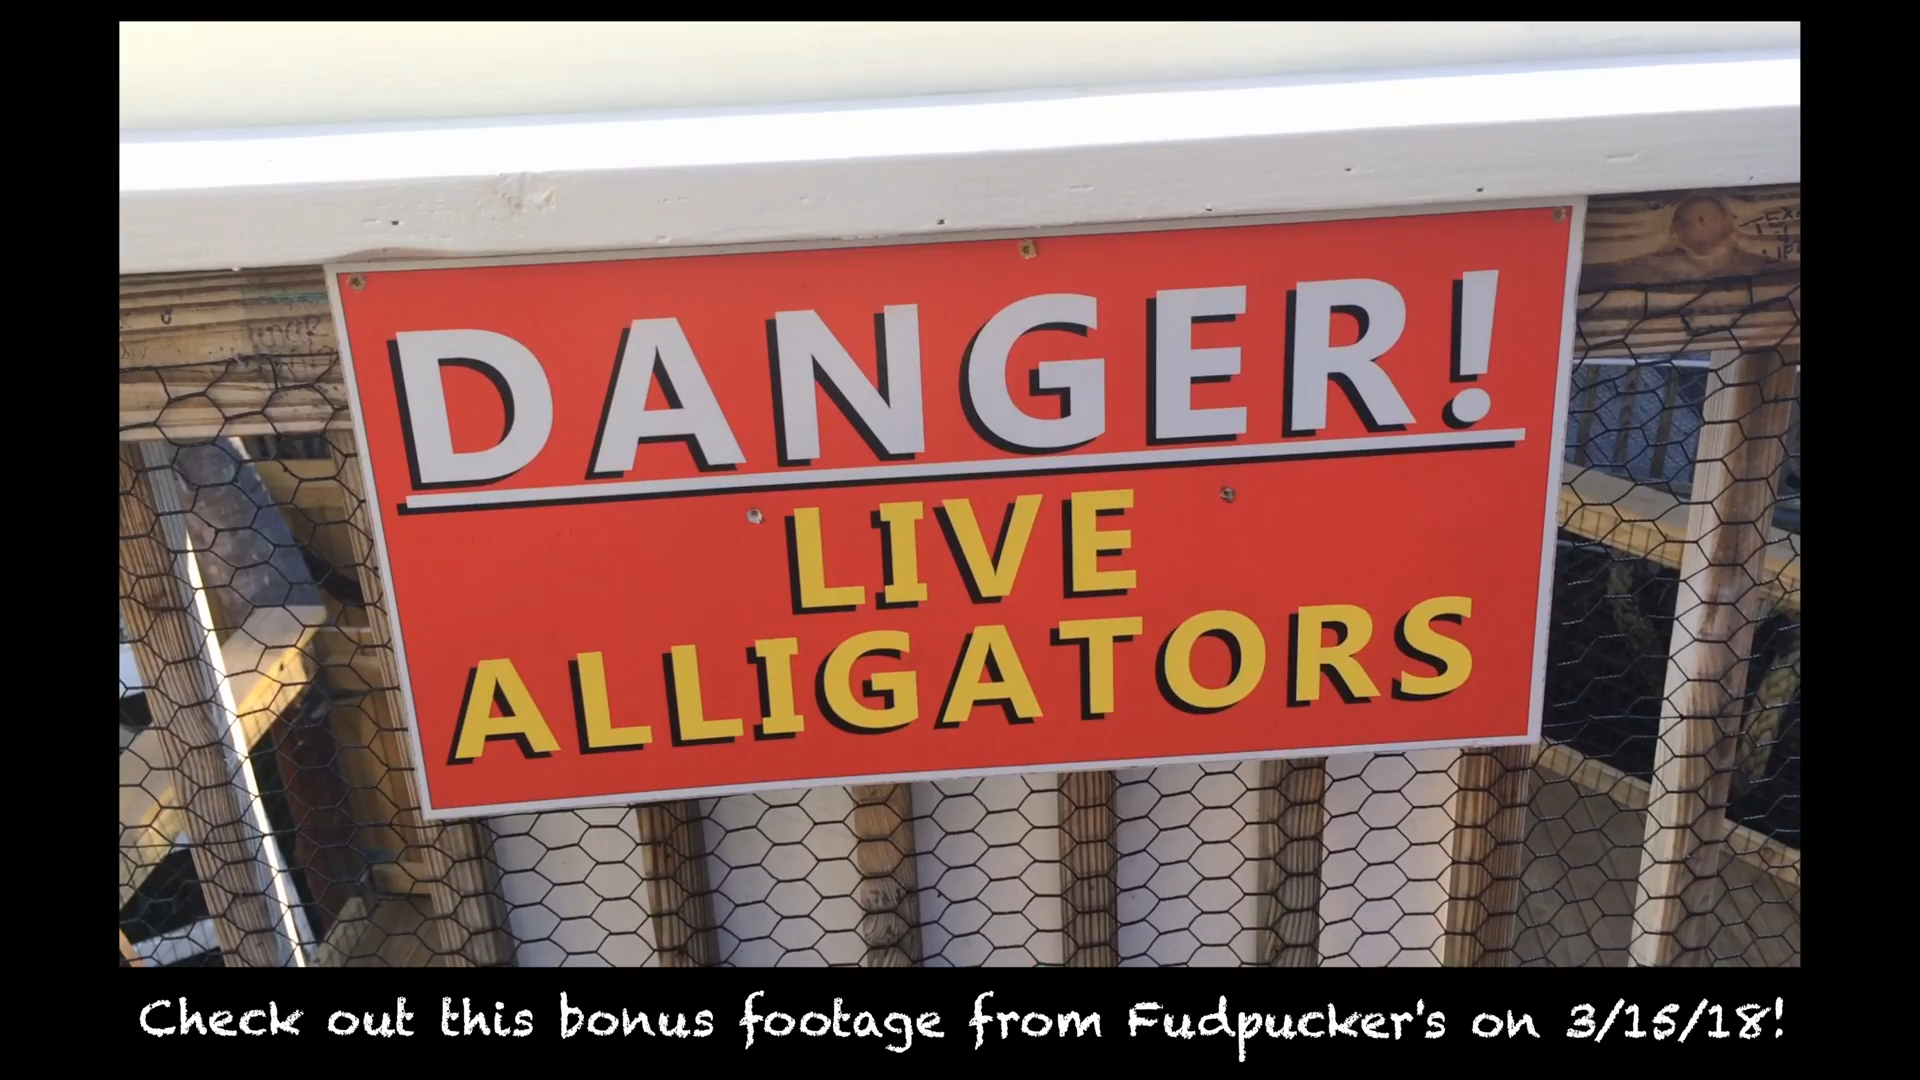 DANGER!
LIVE
ALLIGATORS
Check out this bonus footage from Fudpucker's on 3/15/18!